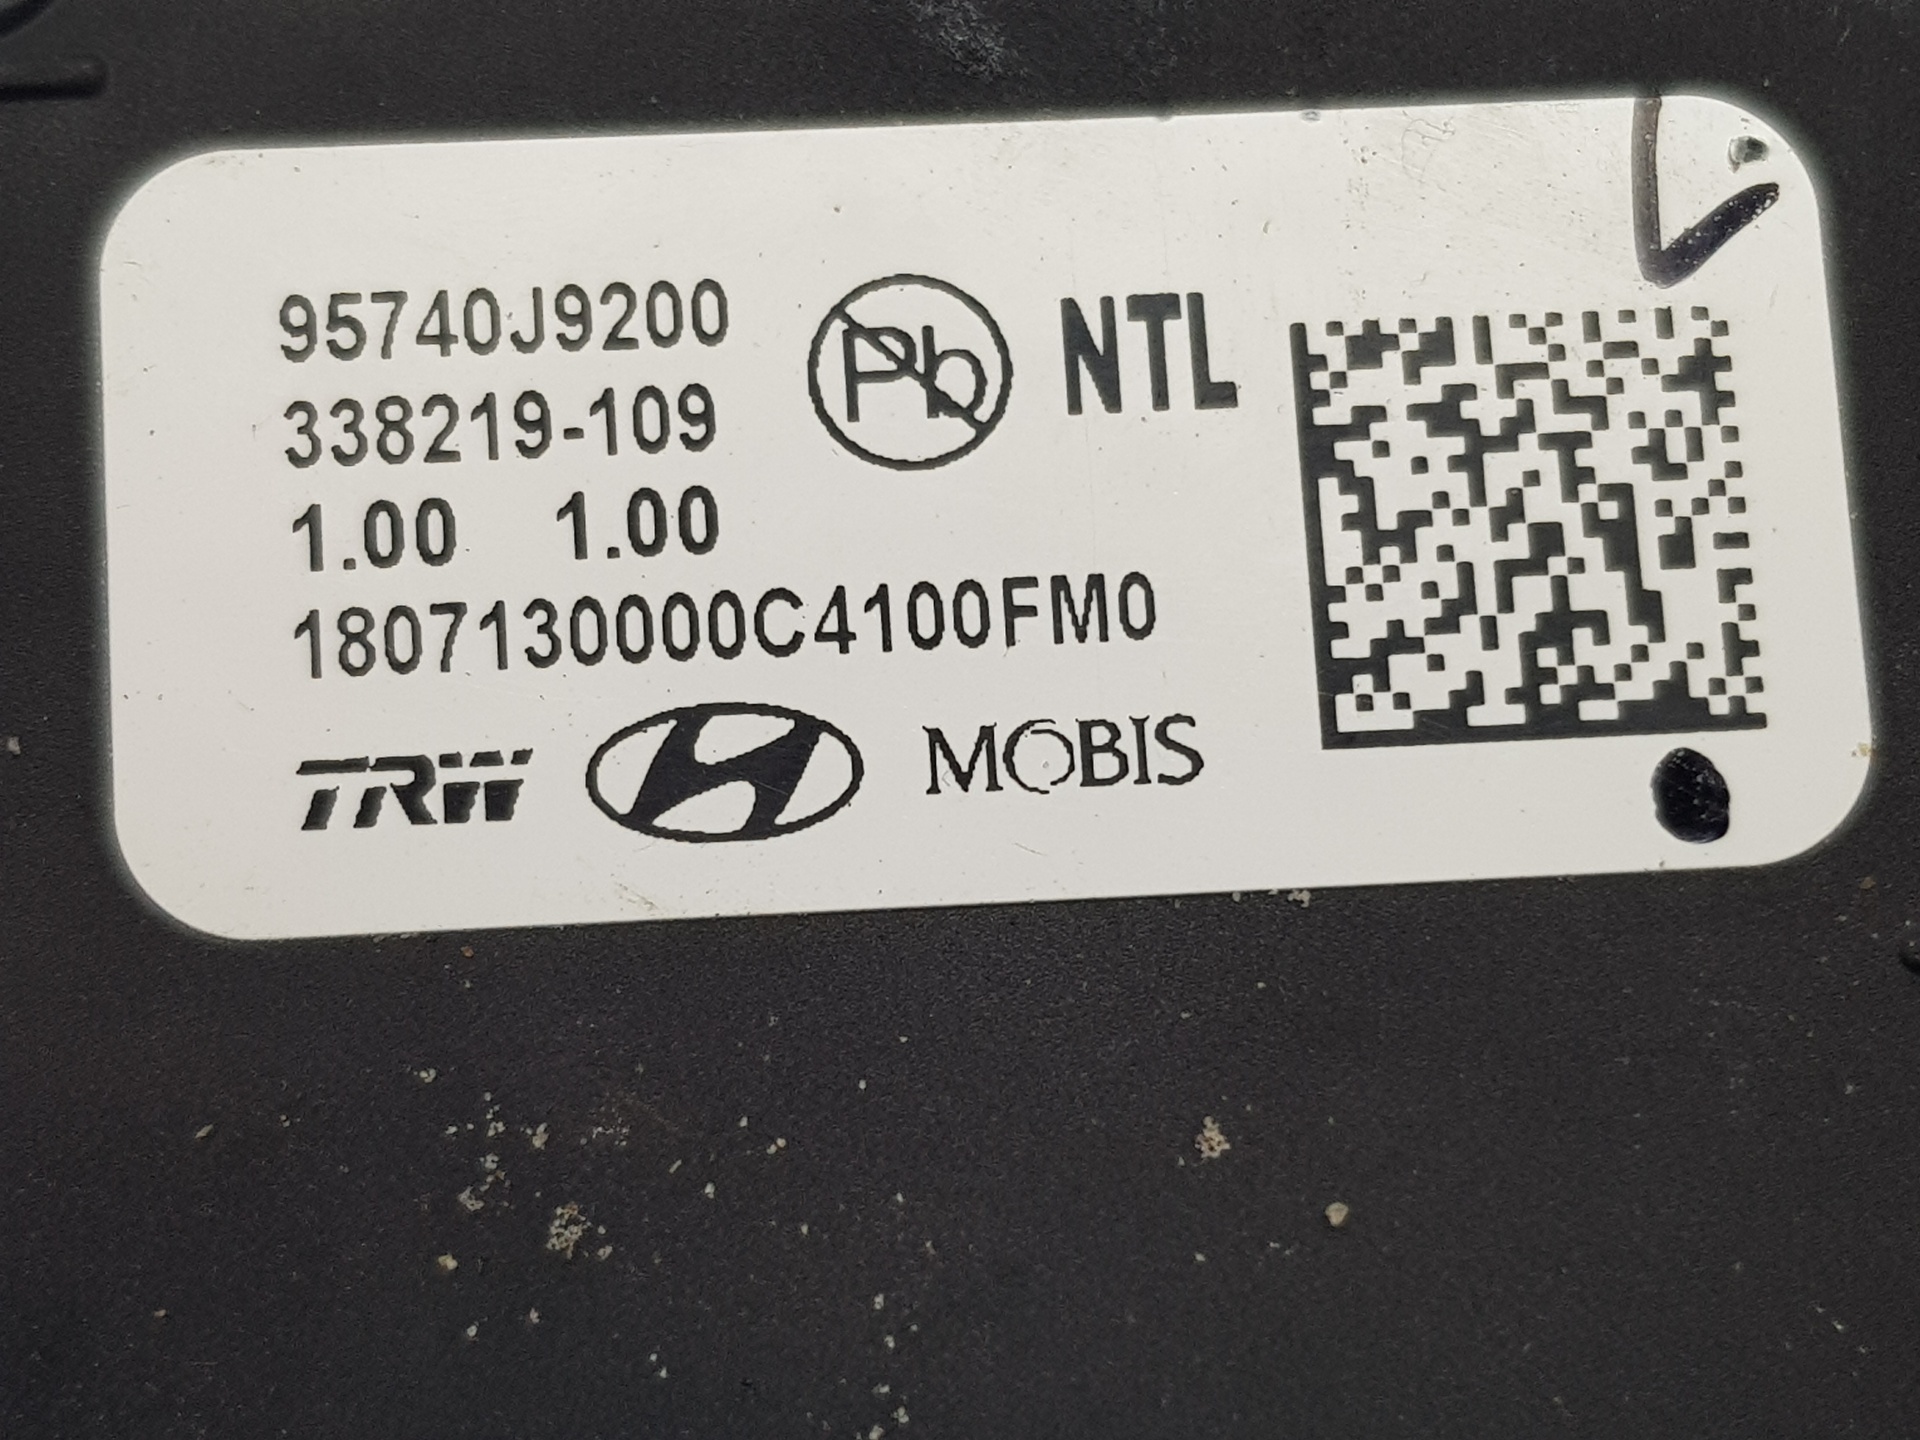 95740J9200
338219-109
1.00 1.00
1807130000C4100FM0
Pb NTL
TRW MOBIS